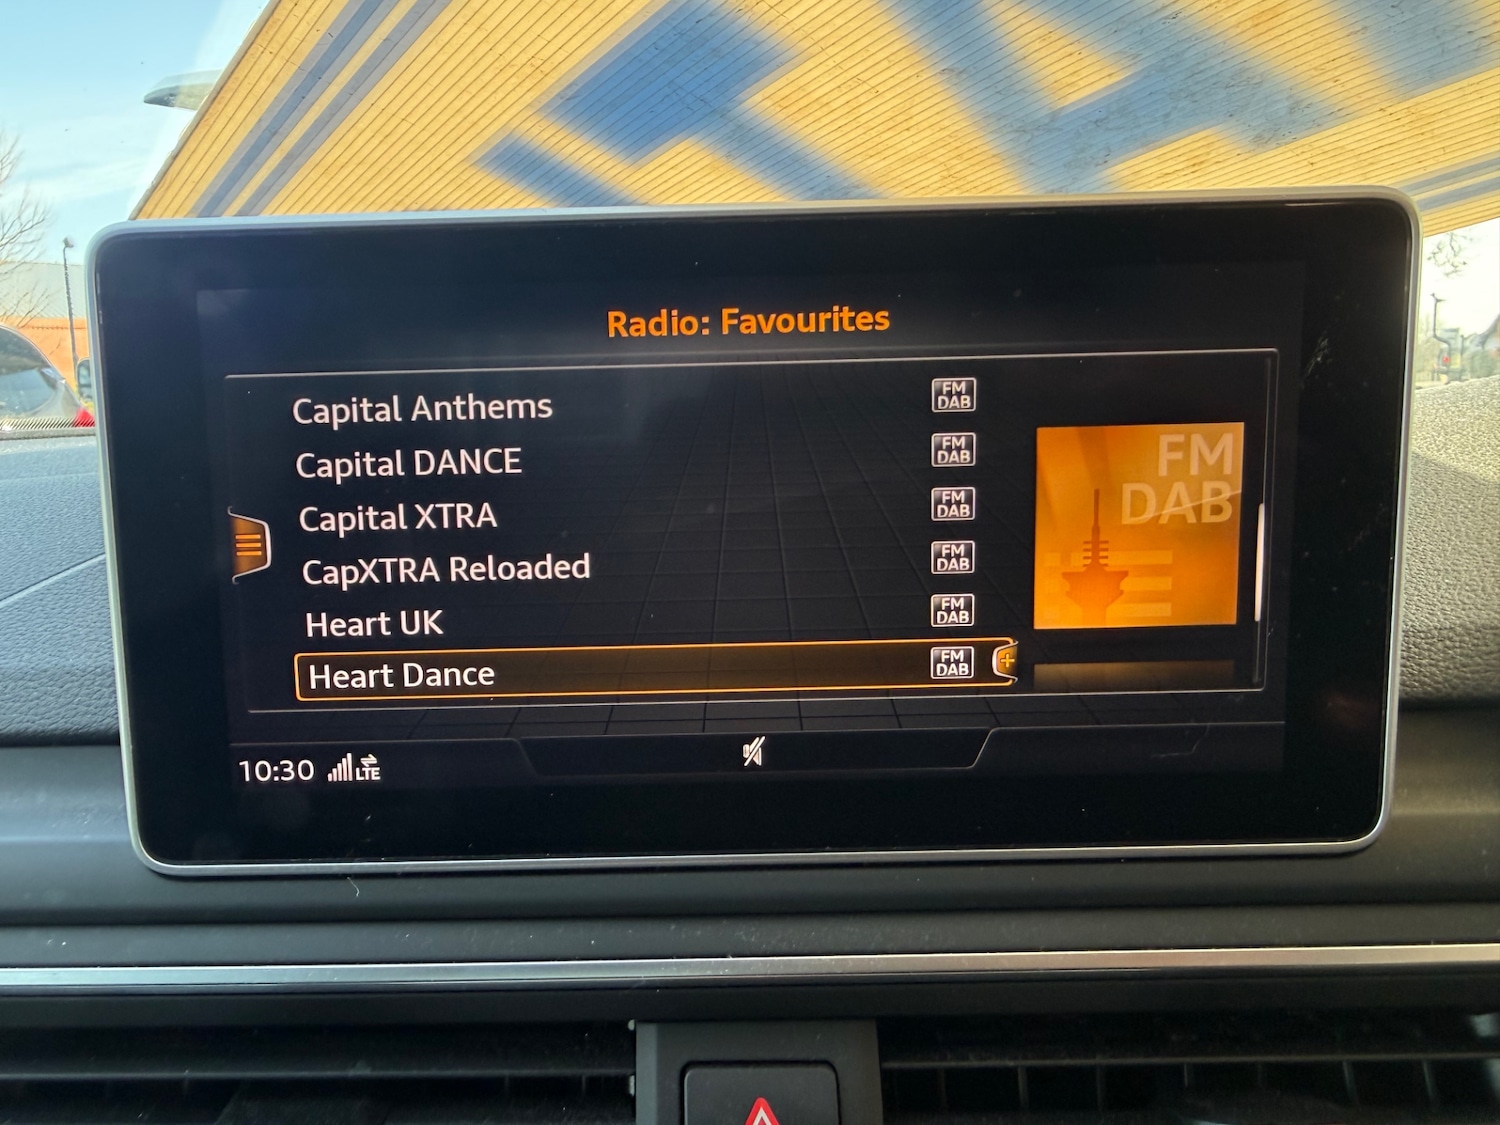 Radio: Favourites
Capital Anthems FM DAB
Capital DANCE FM DAB
Capital XTRA FM DAB
CapXTRA Reloaded FM DAB
Heart UK FM DAB
Heart Dance FM DAB
FM
DAB
10:30 LTE